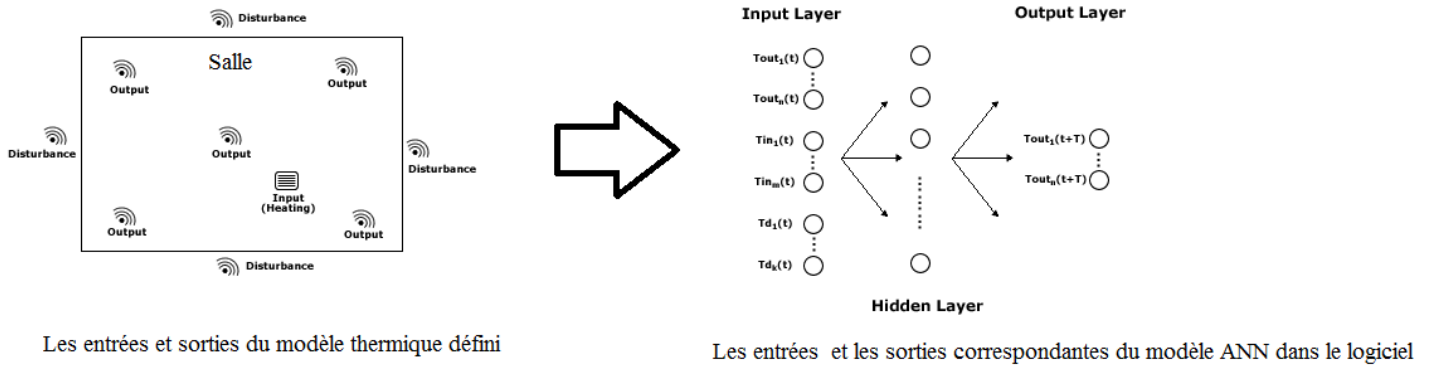 Disturbance
Salle
Output
Output
Disturbance
Output
Disturbance
Input
(Heating)
Output
Output
Disturbance
Les entrées et sorties du modèle thermique défini
Input Layer
Output Layer
Tout₁(t)
Toutₙ(t)
Tin₁(t)
Tinₘ(t)
Td₁(t)
Tdₖ(t)
Tout₁(t+T)
Toutₙ(t+T)
Hidden Layer
Les entrées et les sorties correspondantes du modèle ANN dans le logiciel